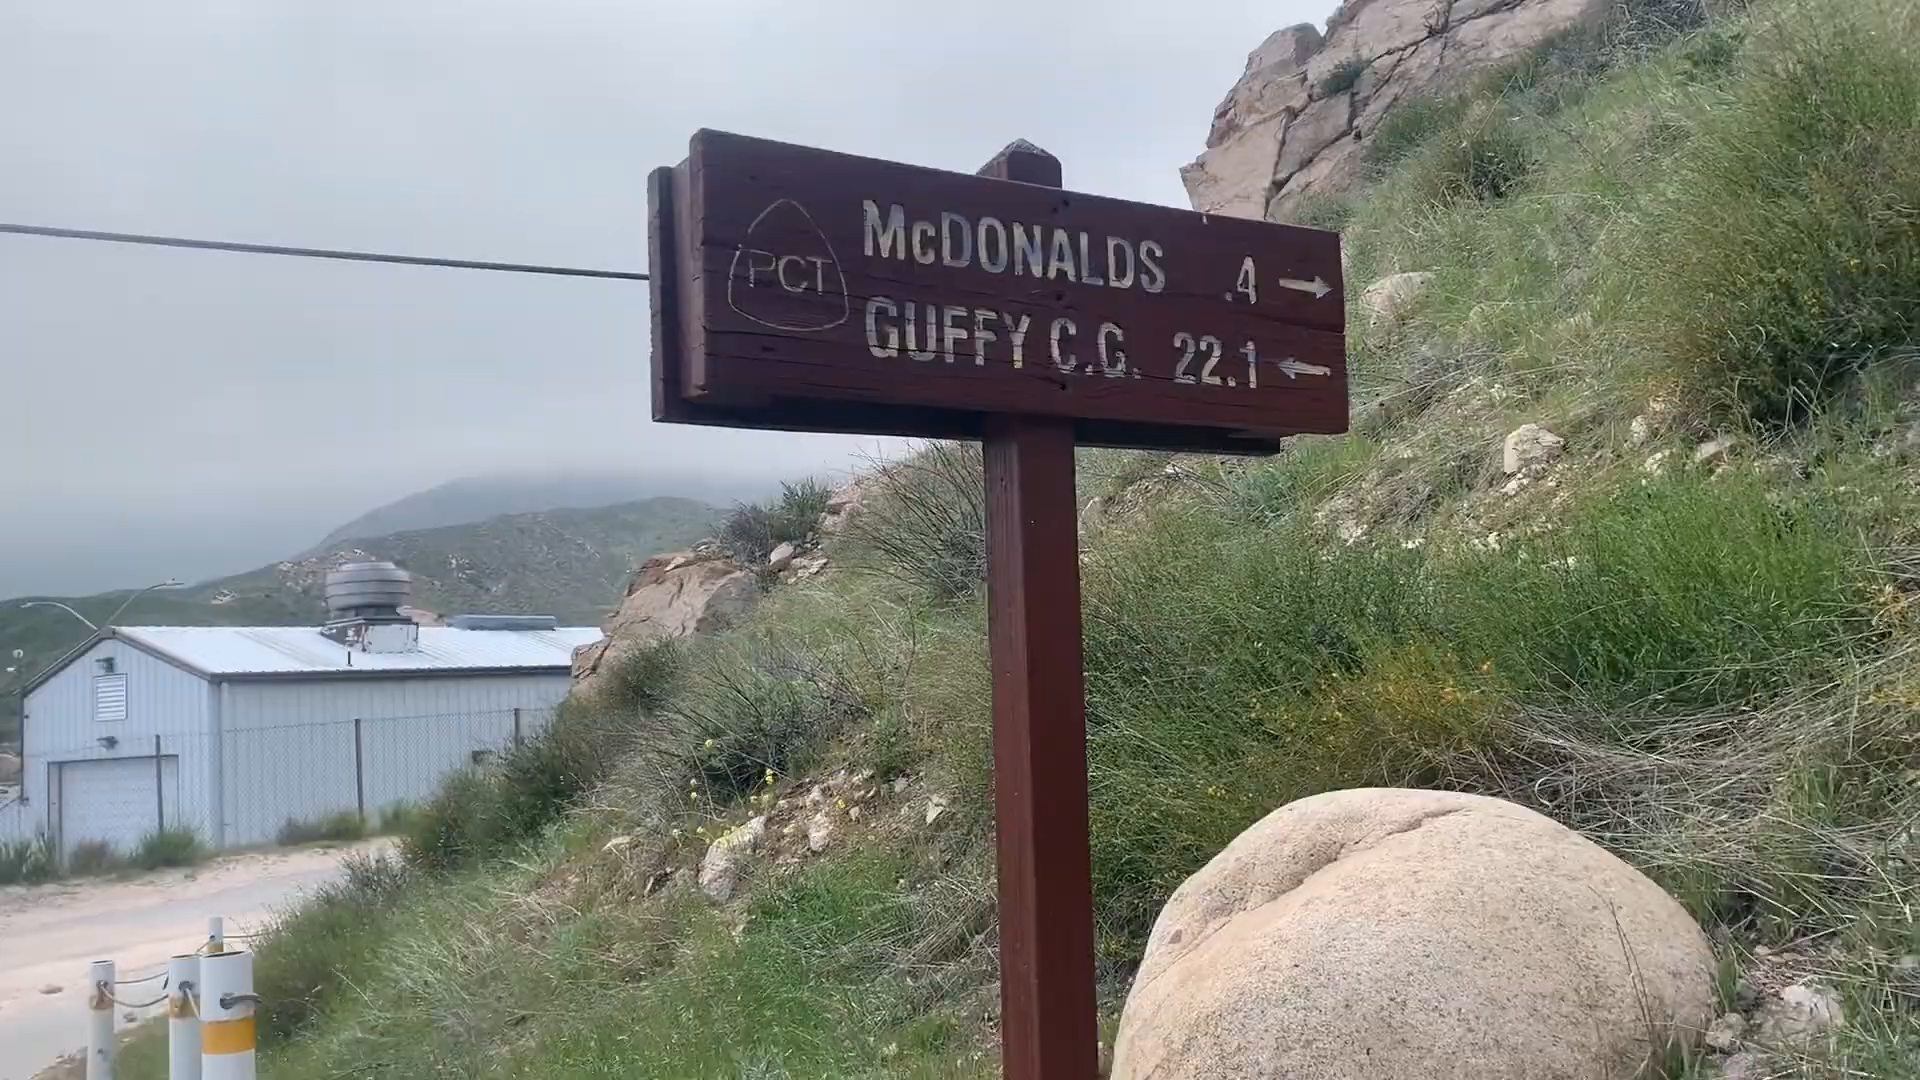 PCT
McDONALDS .4 →
GUFFY C.G. 22.1 ←